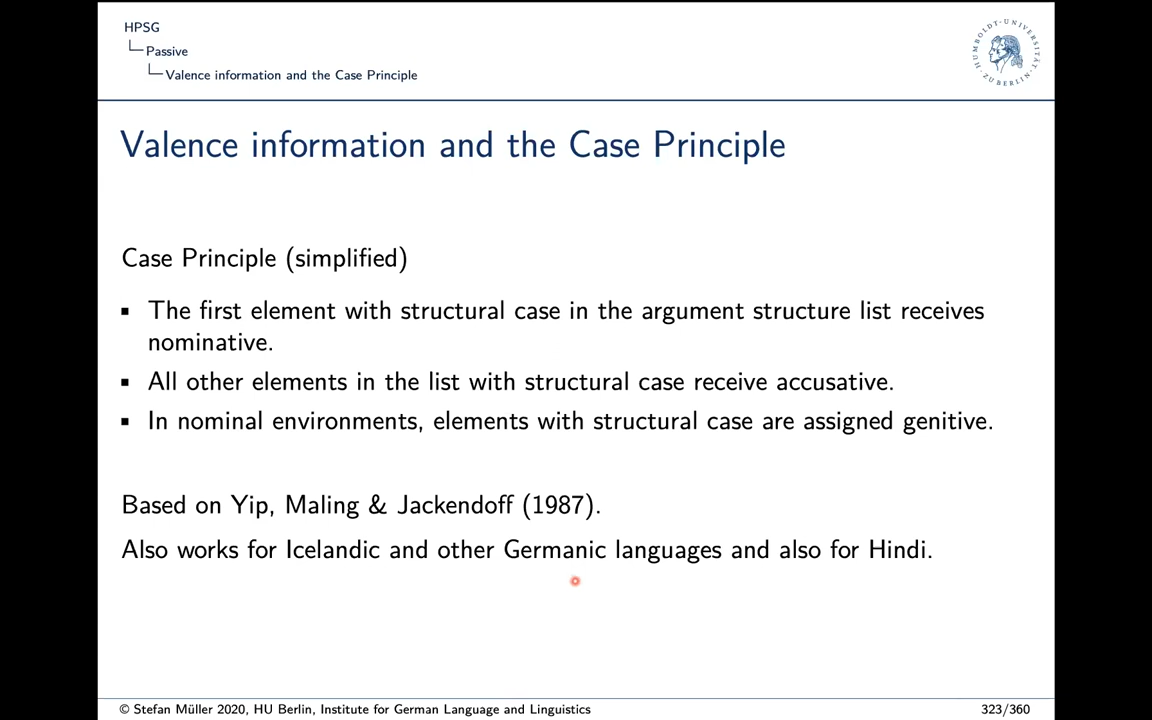 HPSG
Passive
Valence information and the Case Principle
HUMBOLDT-UNIVERSITÄT ZU BERLIN
Valence information and the Case Principle
Case Principle (simplified)
▪ The first element with structural case in the argument structure list receives
nominative.
▪ All other elements in the list with structural case receive accusative.
▪ In nominal environments, elements with structural case are assigned genitive.
Based on Yip, Maling & Jackendoff (1987).
Also works for Icelandic and other Germanic languages and also for Hindi.
© Stefan Müller 2020, HU Berlin, Institute for German Language and Linguistics
323/360